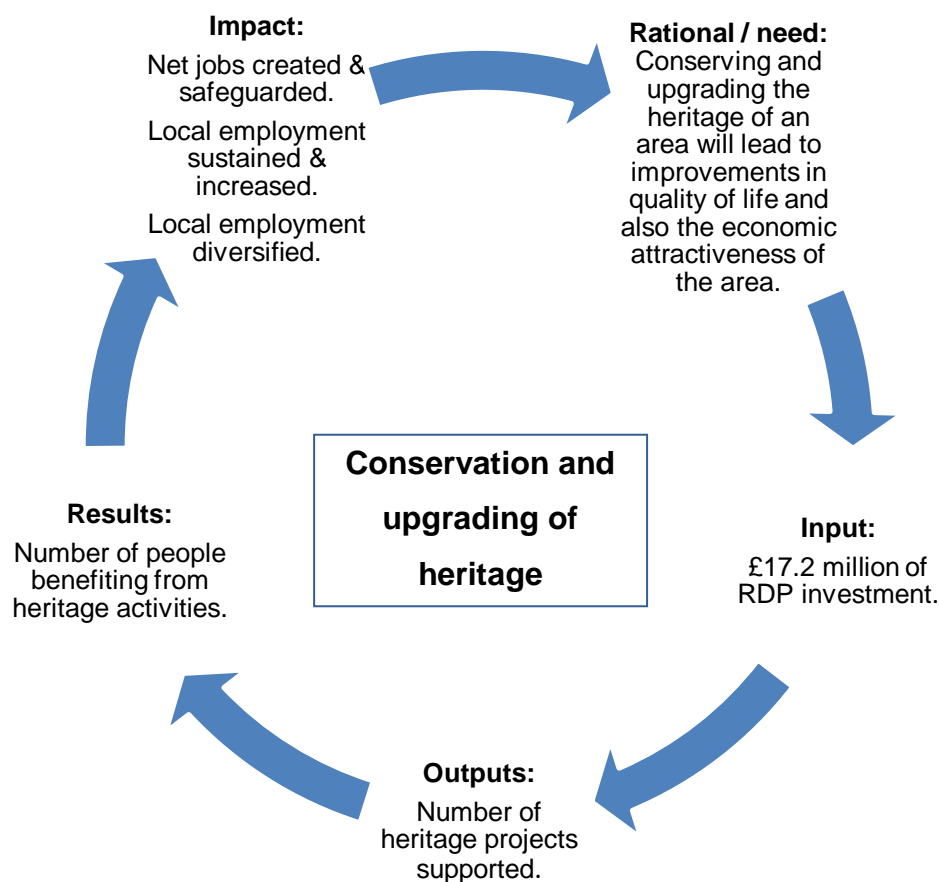 Impact:
Net jobs created &
safeguarded.
Local employment
sustained &
increased.
Local employment
diversified.
Rational / need:
Conserving and
upgrading the
heritage of an
area will lead to
improvements in
quality of life and
also the economic
attractiveness of
the area.
Input:
£17.2 million of
RDP investment.
Outputs:
Number of
heritage projects
supported.
Results:
Number of people
benefiting from
heritage activities.
Conservation and
upgrading of
heritage